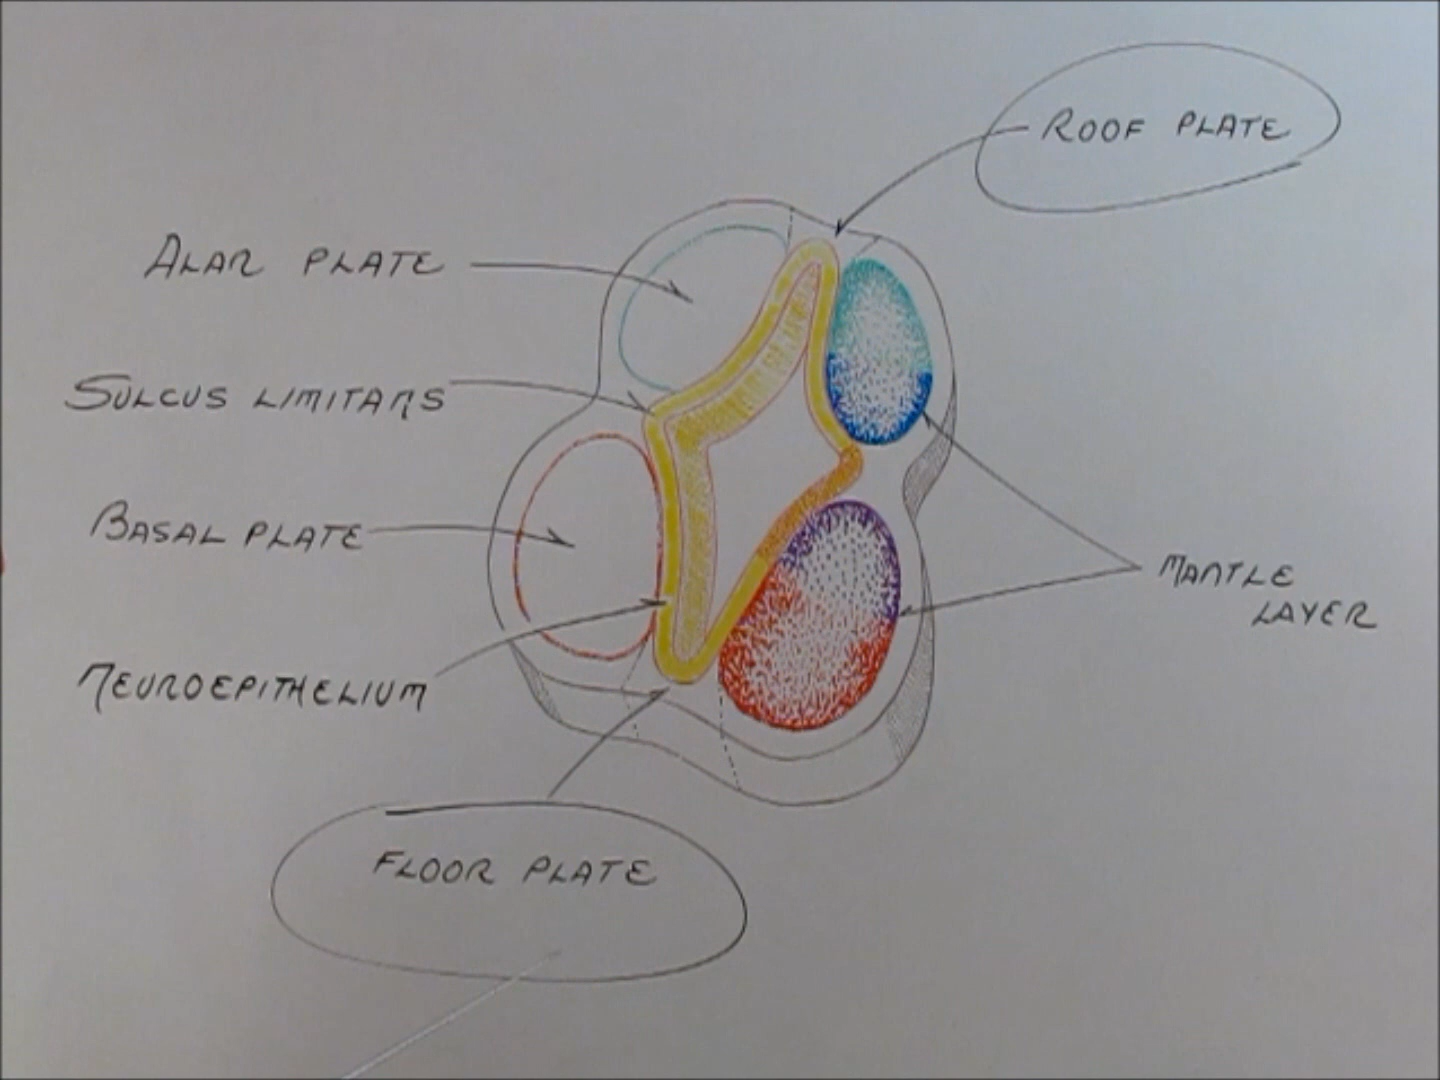 ROOF PLATE
ALAR PLATE
SULCUS LIMITANS
BASAL PLATE
MANTLE
LAYER
NEUROEPITHELIUM
FLOOR PLATE